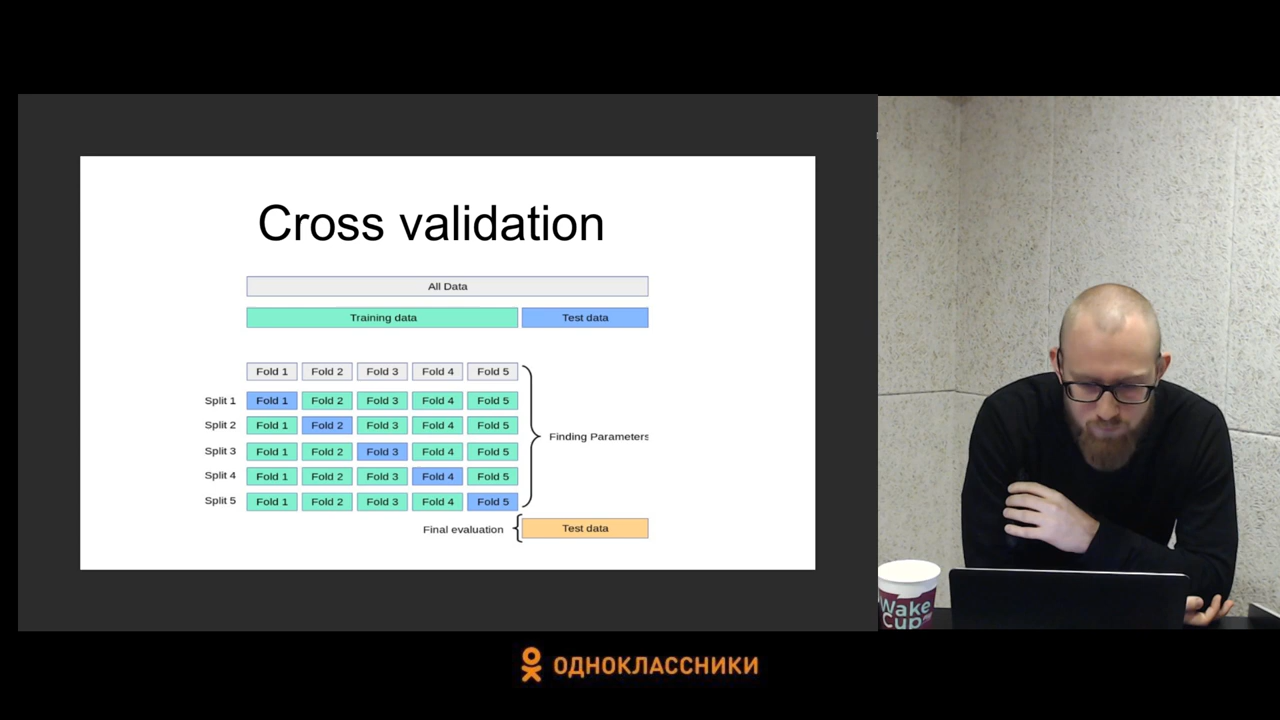 Cross validation
All Data
Training data Test data
Fold 1 Fold 2 Fold 3 Fold 4 Fold 5
Split 1 Fold 1 Fold 2 Fold 3 Fold 4 Fold 5
Split 2 Fold 1 Fold 2 Fold 3 Fold 4 Fold 5
Finding Parameters
Split 3 Fold 1 Fold 2 Fold 3 Fold 4 Fold 5
Split 4 Fold 1 Fold 2 Fold 3 Fold 4 Fold 5
Split 5 Fold 1 Fold 2 Fold 3 Fold 4 Fold 5
Final evaluation Test data
Wake
Cup
ОДНОКЛАССНИКИ